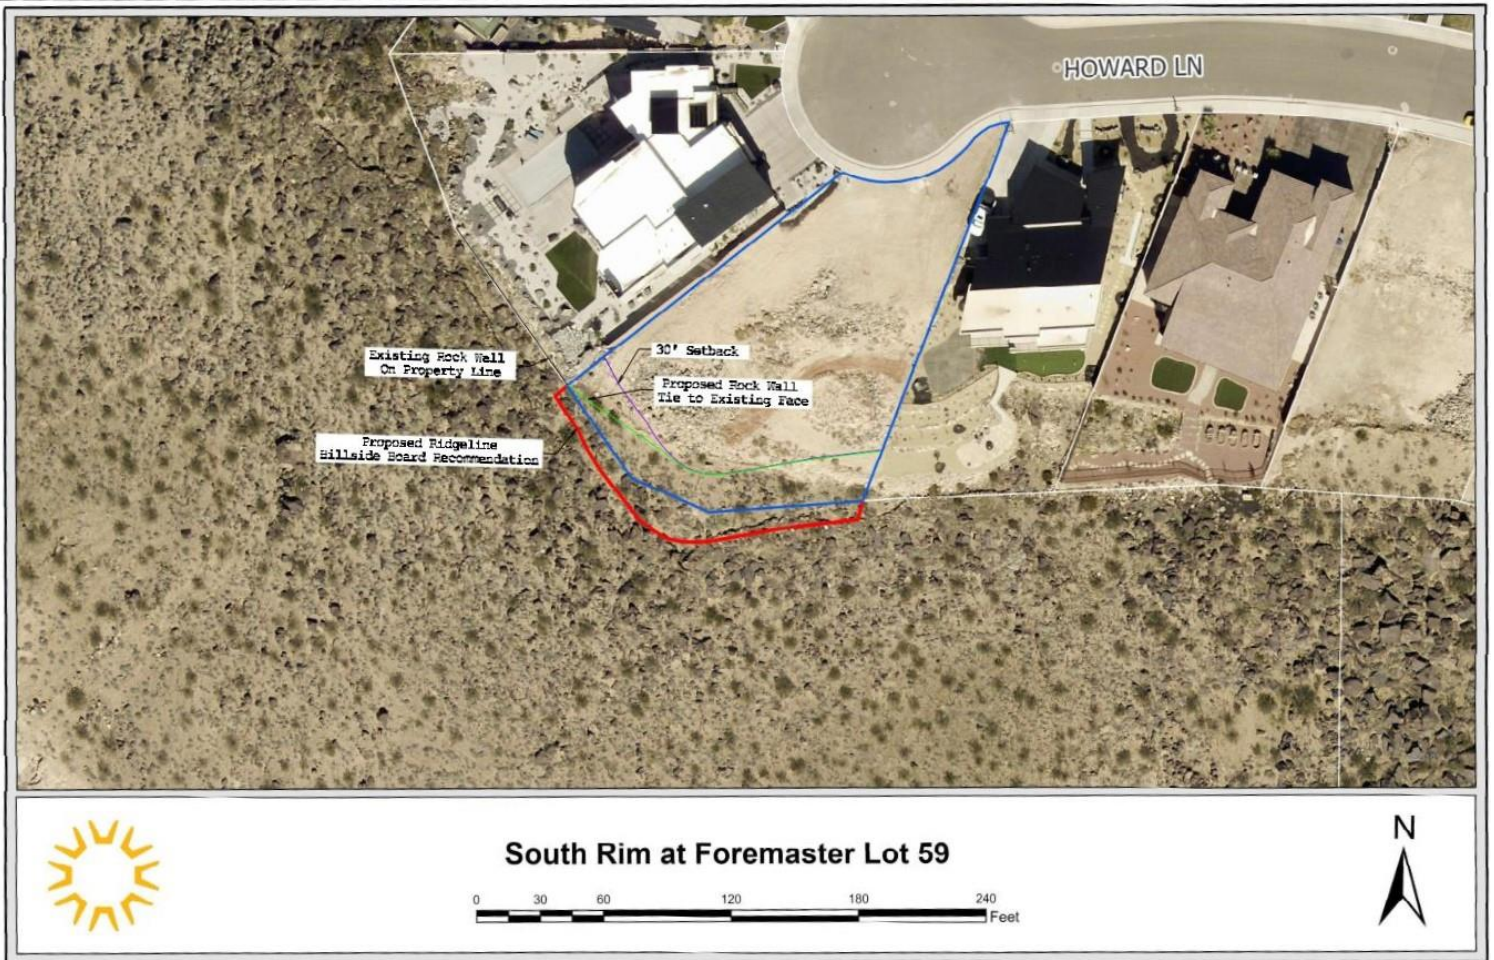 HOWARD LN
Existing Rock Wall
On Property Line
30' Setback
Proposed Rock Wall
Tie to Existing Face
Proposed Ridgeline
Hillside Board Recommendation
South Rim at Foremaster Lot 59
N
0 30 60 120 180 240
Feet